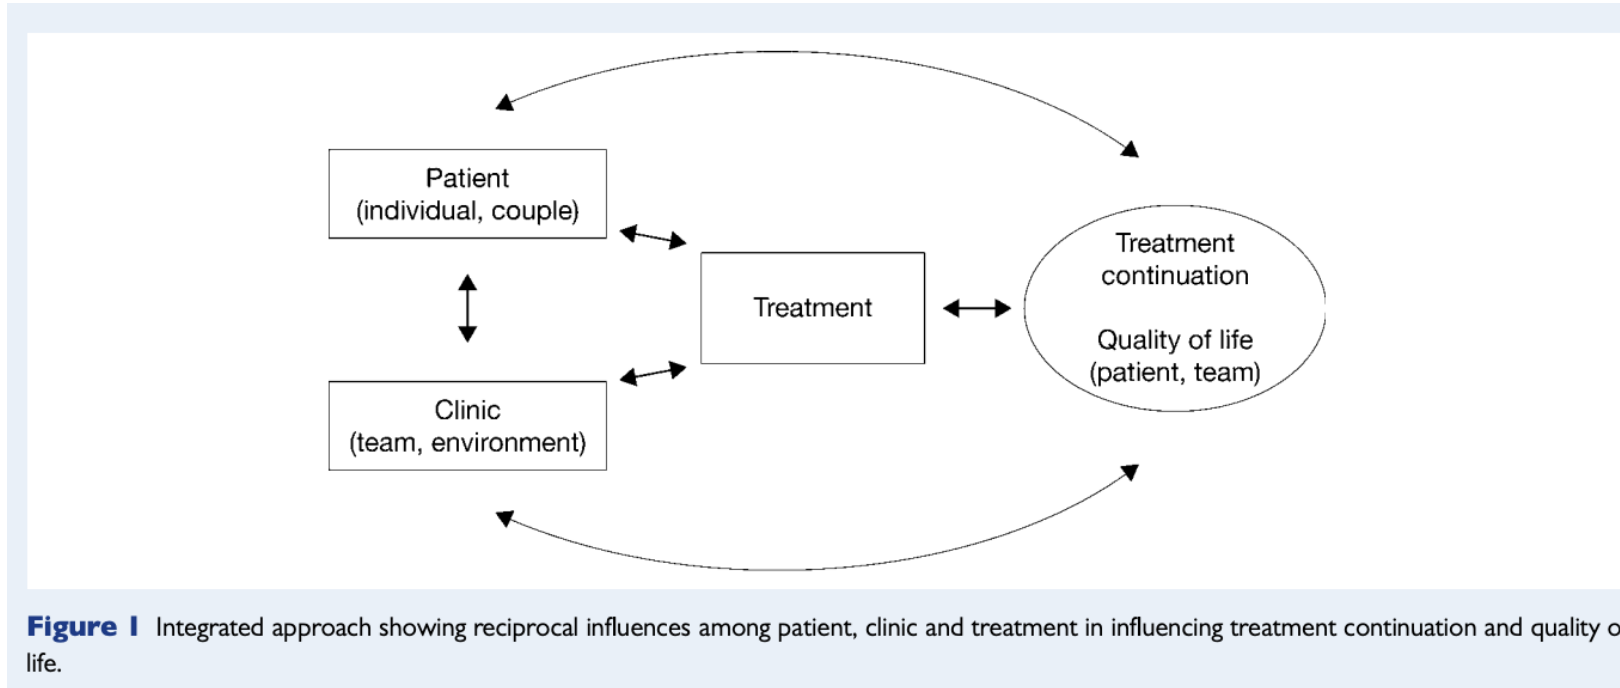 Patient
(individual, couple)
Treatment
continuation
Treatment
Quality of life
(patient, team)
Clinic
(team, environment)
Figure 1 Integrated approach showing reciprocal influences among patient, clinic and treatment in influencing treatment continuation and quality o
life.